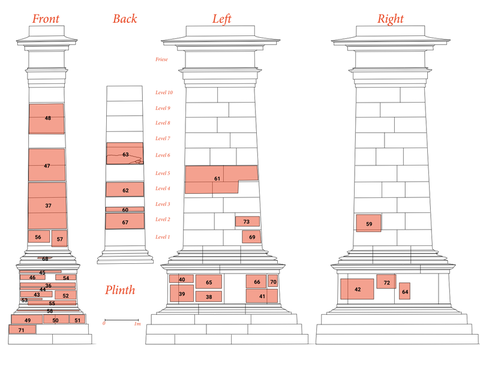 Front Back Left Right
Dowel
Level 10
Level 9
48
Level 8
Level 7
63 Level 6
47 61 Level 5
62 Level 4
37 60 Level 3
67 73 59 Level 2
56 57 69 Level 1
68
45
46 54 40 65 66 70 72
36
44
43 52 39 38 41 42 64
53 55
58
Plinth
49 50 51
0 1m
71